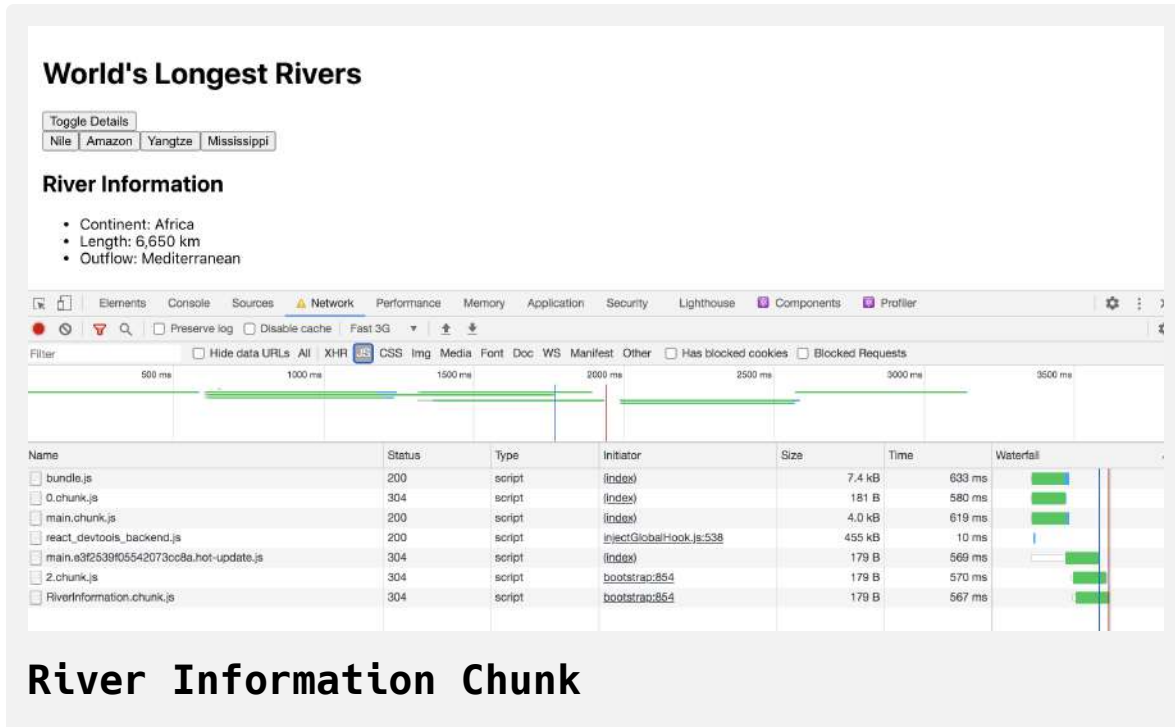 World's Longest Rivers
Toggle Details
Nile Amazon Yangtze Mississippi
River Information
• Continent: Africa
• Length: 6,650 km
• Outflow: Mediterranean
Elements Console Sources Network Performance Memory Application Security Lighthouse Components Profiler
Preserve log Disable cache Fast 3G
Filter Hide data URLs All XHR JS CSS Img Media Font Doc WS Manifest Other Has blocked cookies Blocked Requests
500 ms 1000 ms 1500 ms 2000 ms 2500 ms 3000 ms 3500 ms
Name Status Type Initiator Size Time Waterfall
bundle.js 200 script (index) 7.4 kB 633 ms
0.chunk.js 304 script (index) 181 B 580 ms
main.chunk.js 200 script (index) 4.0 kB 619 ms
react_devtools_backend.js 200 script injectGlobalHook.js:538 455 kB 10 ms
main.e3f2539f05542073cc8a.hot-update.js 304 script (index) 179 B 569 ms
2.chunk.js 304 script bootstrap:854 179 B 570 ms
RiverInformation.chunk.js 304 script bootstrap:854 179 B 567 ms
River Information Chunk